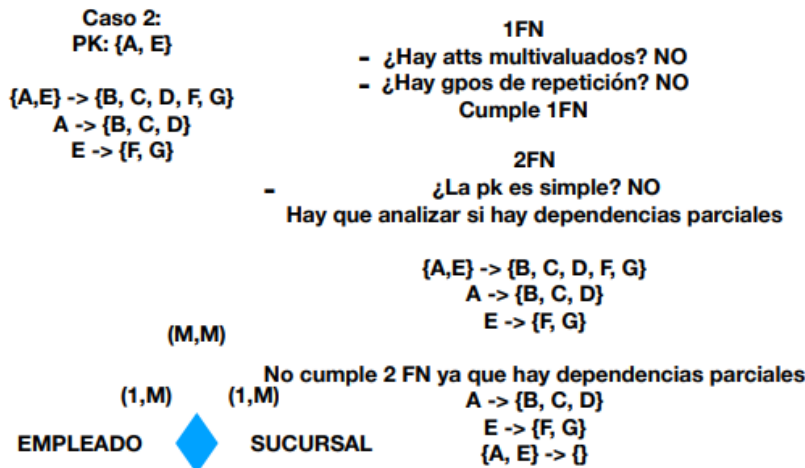 Caso 2:
PK: {A, E}
{A,E} -> {B, C, D, F, G}
A -> {B, C, D}
E -> {F, G}
1FN
- ¿Hay atts multivaluados? NO
- ¿Hay gpos de repetición? NO
Cumple 1FN
2FN
- ¿La pk es simple? NO
Hay que analizar si hay dependencias parciales
{A,E} -> {B, C, D, F, G}
A -> {B, C, D}
E -> {F, G}
No cumple 2 FN ya que hay dependencias parciales
A -> {B, C, D}
E -> {F, G}
{A, E} -> {}
(M,M)
(1,M) (1,M)
EMPLEADO SUCURSAL